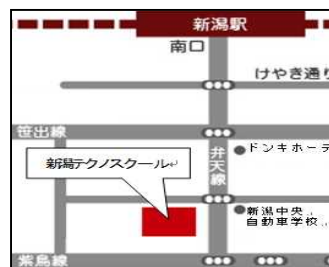 新潟駅
南口
けやき通り
笹出線
ドンキホーテ
新潟テクノスクール
弁天線
新潟中央
自動車学校
紫鳥線